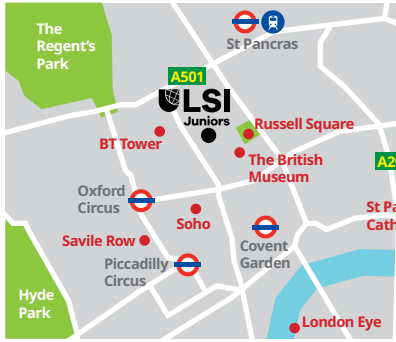 The
Regent's
Park
St Pancras
A501
LSI
Juniors
Russell Square
BT Tower
The British
Museum
Oxford
Circus
Soho
St Pa
Cath
Savile Row
Covent
Garden
Piccadilly
Circus
Hyde
Park
London Eye
A2